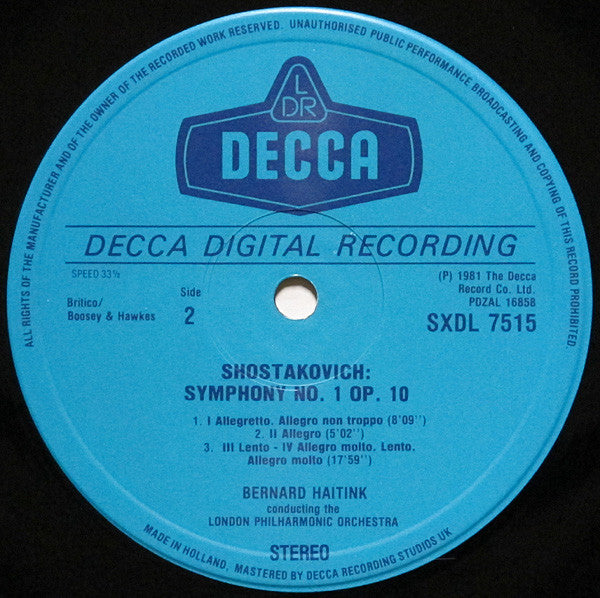 ALL RIGHTS OF THE MANUFACTURER AND OF THE OWNER OF THE RECORDED WORK RESERVED. UNAUTHORISED PUBLIC PERFORMANCE BROADCASTING AND COPYING OF THIS RECORD PROHIBITED.
L
DR
DECCA
DECCA DIGITAL RECORDING
SPEED 33⅓
(P) 1981 The Decca
Record Co. Ltd.
PDZAL 16858
Britico/
Boosey & Hawkes
Side
2
SXDL 7515
SHOSTAKOVICH:
SYMPHONY NO. 1 OP. 10
1. I Allegretto. Allegro non troppo (8'09'')
2. II Allegro (5'02'')
3. III Lento - IV Allegro molto. Lento.
Allegro molto (17'59'')
BERNARD HAITINK
conducting the
LONDON PHILHARMONIC ORCHESTRA
STEREO
MADE IN HOLLAND, MASTERED BY DECCA RECORDING STUDIOS UK